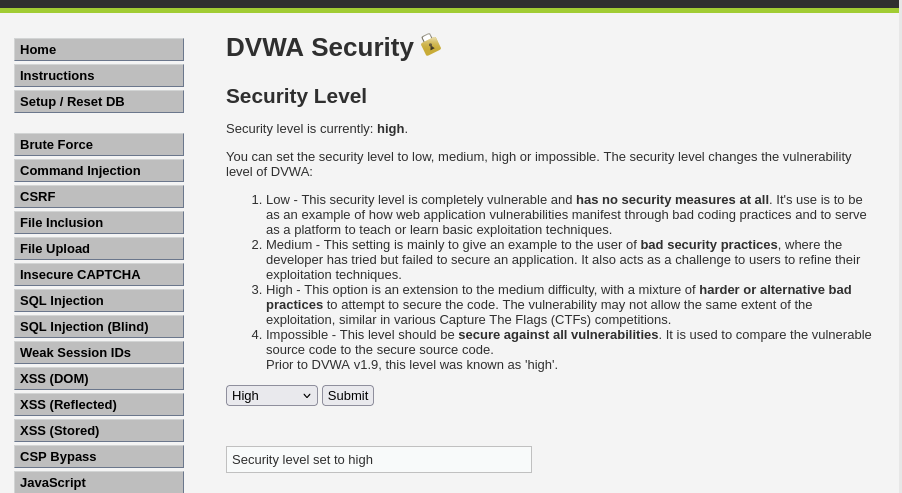 Home
Instructions
Setup / Reset DB
Brute Force
Command Injection
CSRF
File Inclusion
File Upload
Insecure CAPTCHA
SQL Injection
SQL Injection (Blind)
Weak Session IDs
XSS (DOM)
XSS (Reflected)
XSS (Stored)
CSP Bypass
JavaScript
DVWA Security
Security Level
Security level is currently: high.
You can set the security level to low, medium, high or impossible. The security level changes the vulnerability
level of DVWA:
1. Low - This security level is completely vulnerable and has no security measures at all. It's use is to be
as an example of how web application vulnerabilities manifest through bad coding practices and to serve
as a platform to teach or learn basic exploitation techniques.
2. Medium - This setting is mainly to give an example to the user of bad security practices, where the
developer has tried but failed to secure an application. It also acts as a challenge to users to refine their
exploitation techniques.
3. High - This option is an extension to the medium difficulty, with a mixture of harder or alternative bad
practices to attempt to secure the code. The vulnerability may not allow the same extent of the
exploitation, similar in various Capture The Flags (CTFs) competitions.
4. Impossible - This level should be secure against all vulnerabilities. It is used to compare the vulnerable
source code to the secure source code.
Prior to DVWA v1.9, this level was known as 'high'.
High
Submit
Security level set to high